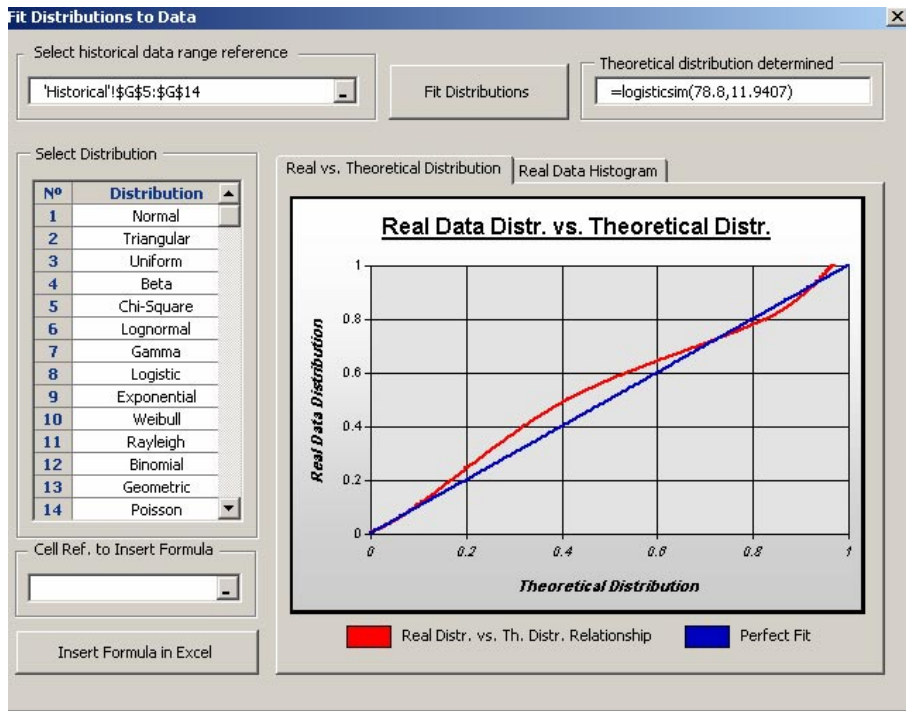 Fit Distributions to Data
Select historical data range reference
'Historical'!$G$5:$G$14
Fit Distributions
Theoretical distribution determined
=logisticsim(78.8,11.9407)
Select Distribution
Nº Distribution
1 Normal
2 Triangular
3 Uniform
4 Beta
5 Chi-Square
6 Lognormal
7 Gamma
8 Logistic
9 Exponential
10 Weibull
11 Rayleigh
12 Binomial
13 Geometric
14 Poisson
Cell Ref. to Insert Formula
Insert Formula in Excel
Real vs. Theoretical Distribution Real Data Histogram
Real Data Distr. vs. Theoretical Distr.
Real Data Distribution
1
0.8
0.6
0.4
0.2
0
0 0.2 0.4 0.6 0.8 1
Theoretical Distribution
Real Distr. vs. Th. Distr. Relationship Perfect Fit